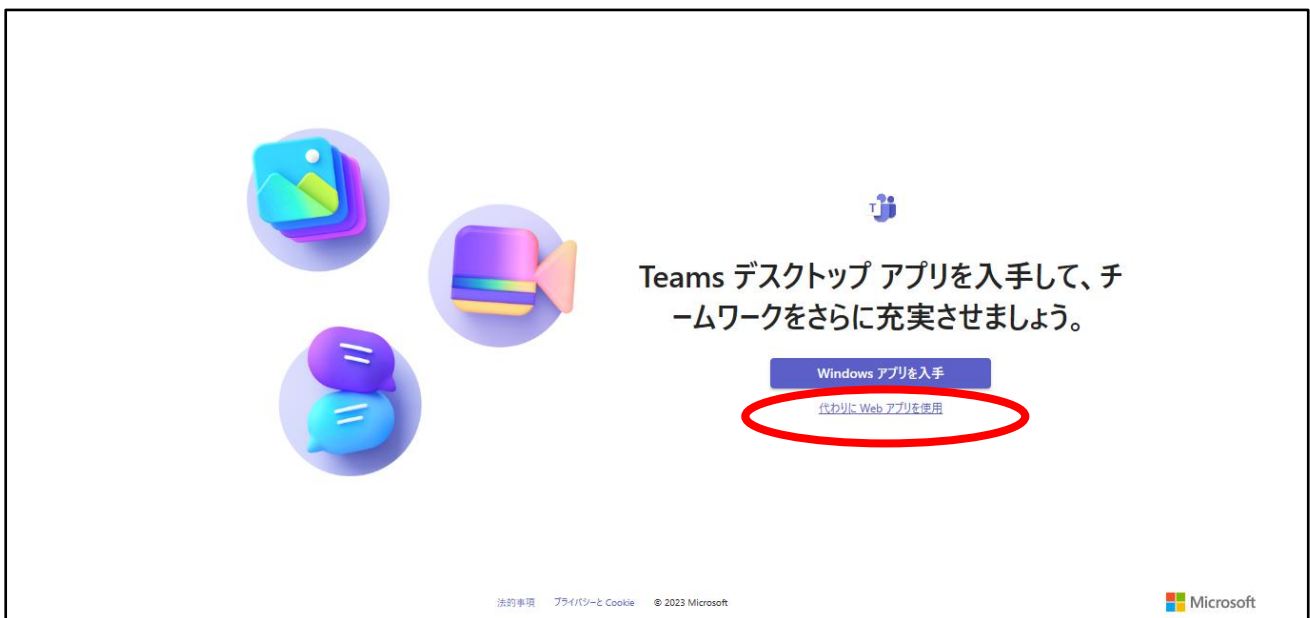 T
Teams デスクトップ アプリを入手して、チ
ームワークをさらに充実させましょう。
Windows アプリを入手
代わりに Web アプリを使用
法的事項 プライバシーと Cookie © 2023 Microsoft
Microsoft